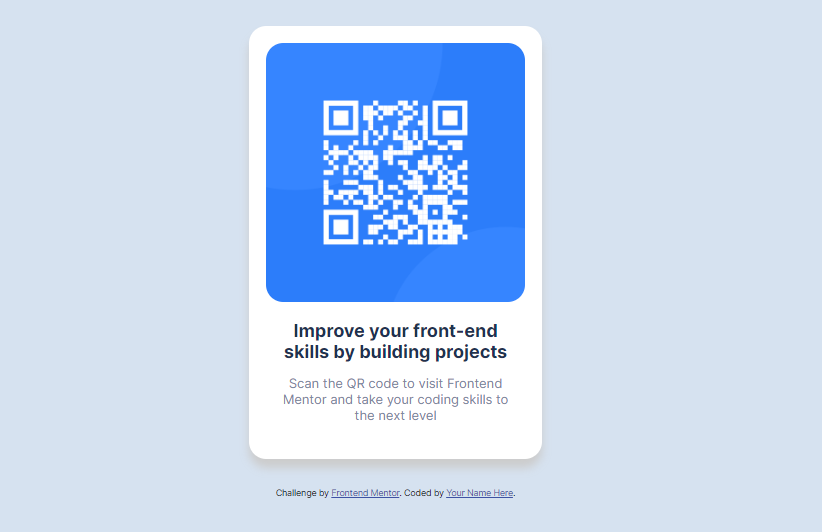 Improve your front-end
skills by building projects
Scan the QR code to visit Frontend
Mentor and take your coding skills to
the next level
Challenge by Frontend Mentor. Coded by Your Name Here.